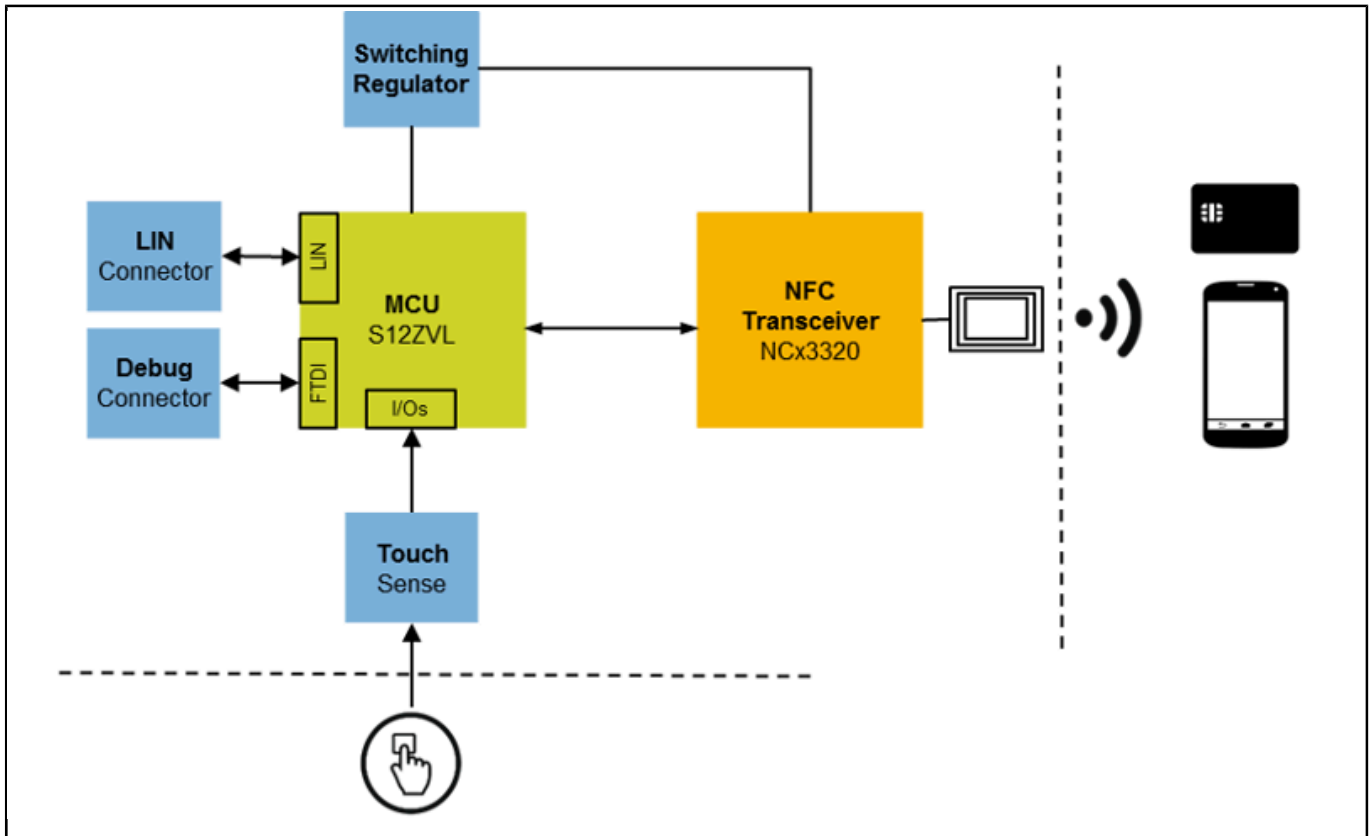 Switching
Regulator
LIN
Connector
LIN
MCU
S12ZVL
NFC
Transceiver
NCx3320
Debug
Connector
FTDI
I/Os
Touch
Sense